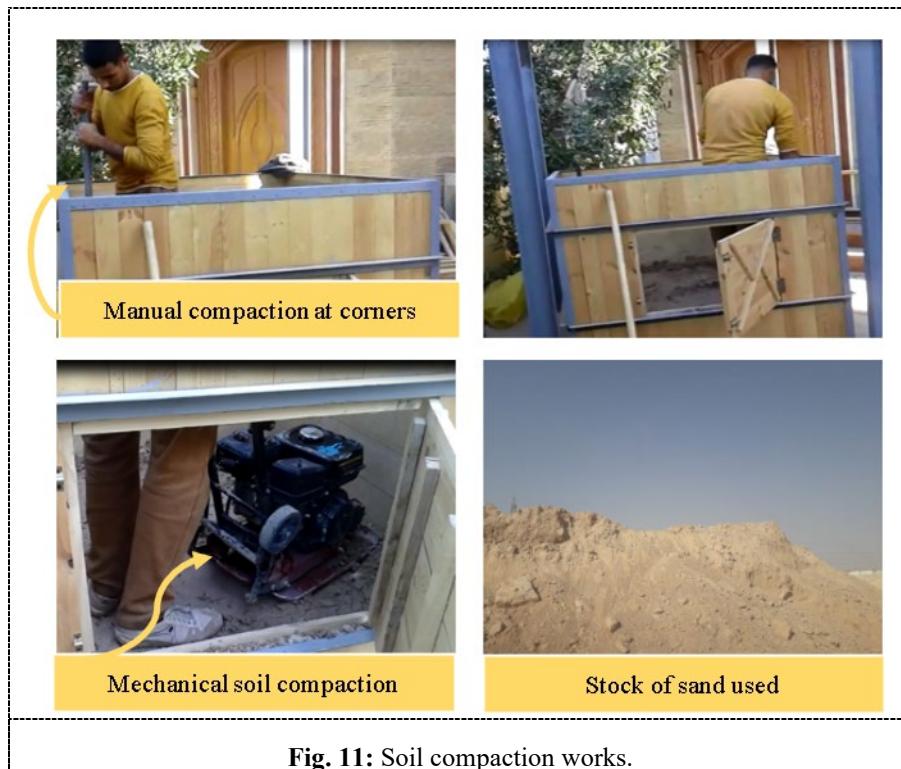 Manual compaction at corners
Mechanical soil compaction
Stock of sand used
Fig. 11: Soil compaction works.